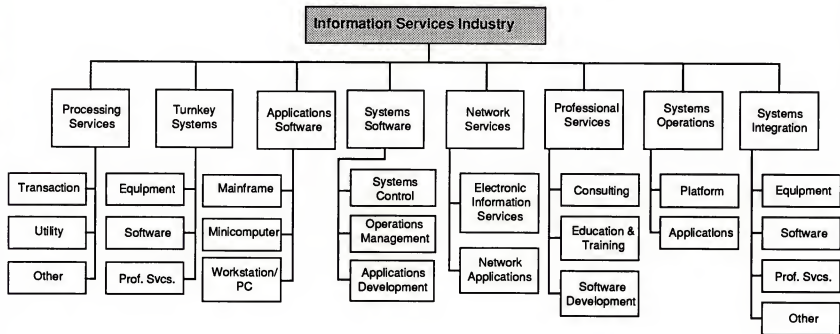 Information Services Industry
Processing
Services
Turnkey
Systems
Applications
Software
Systems
Software
Network
Services
Professional
Services
Systems
Operations
Systems
Integration
Transaction
Utility
Other
Equipment
Software
Prof. Svcs.
Mainframe
Minicomputer
Workstation/
PC
Systems
Control
Operations
Management
Applications
Development
Electronic
Information
Services
Network
Applications
Consulting
Education &
Training
Software
Development
Platform
Applications
Equipment
Software
Prof. Svcs.
Other